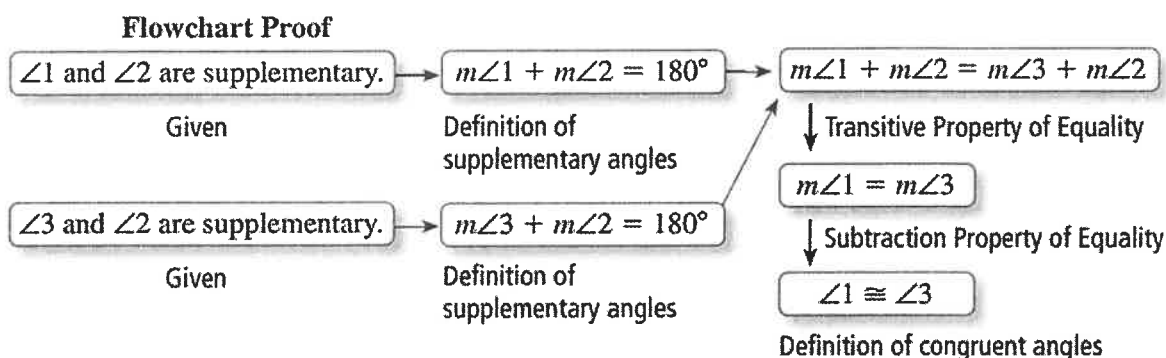 Flowchart Proof
∠1 and ∠2 are supplementary.
Given
m∠1 + m∠2 = 180°
Definition of
supplementary angles
m∠1 + m∠2 = m∠3 + m∠2
Transitive Property of Equality
∠3 and ∠2 are supplementary.
Given
m∠3 + m∠2 = 180°
Definition of
supplementary angles
m∠1 = m∠3
Subtraction Property of Equality
∠1 ≅ ∠3
Definition of congruent angles